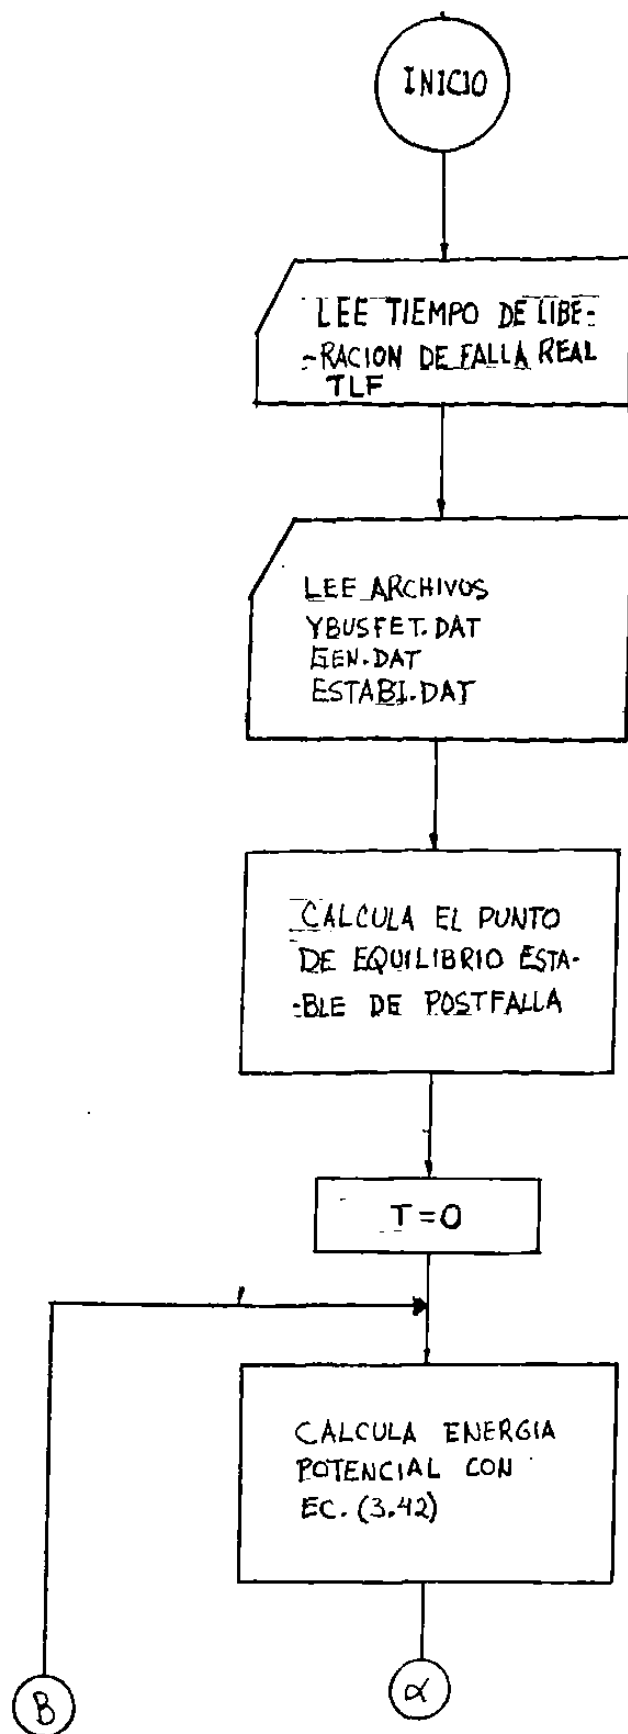 INICIO
LEE TIEMPO DE LIBE-
-RACION DE FALLA REAL
TLF
LEE ARCHIVOS
YBUSFET.DAT
GEN.DAT
ESTABI.DAT
CALCULA EL PUNTO
DE EQUILIBRIO ESTA-
-BLE DE POSTFALLA
T=0
CALCULA ENERGIA
POTENCIAL CON
EC. (3.42)
B
α